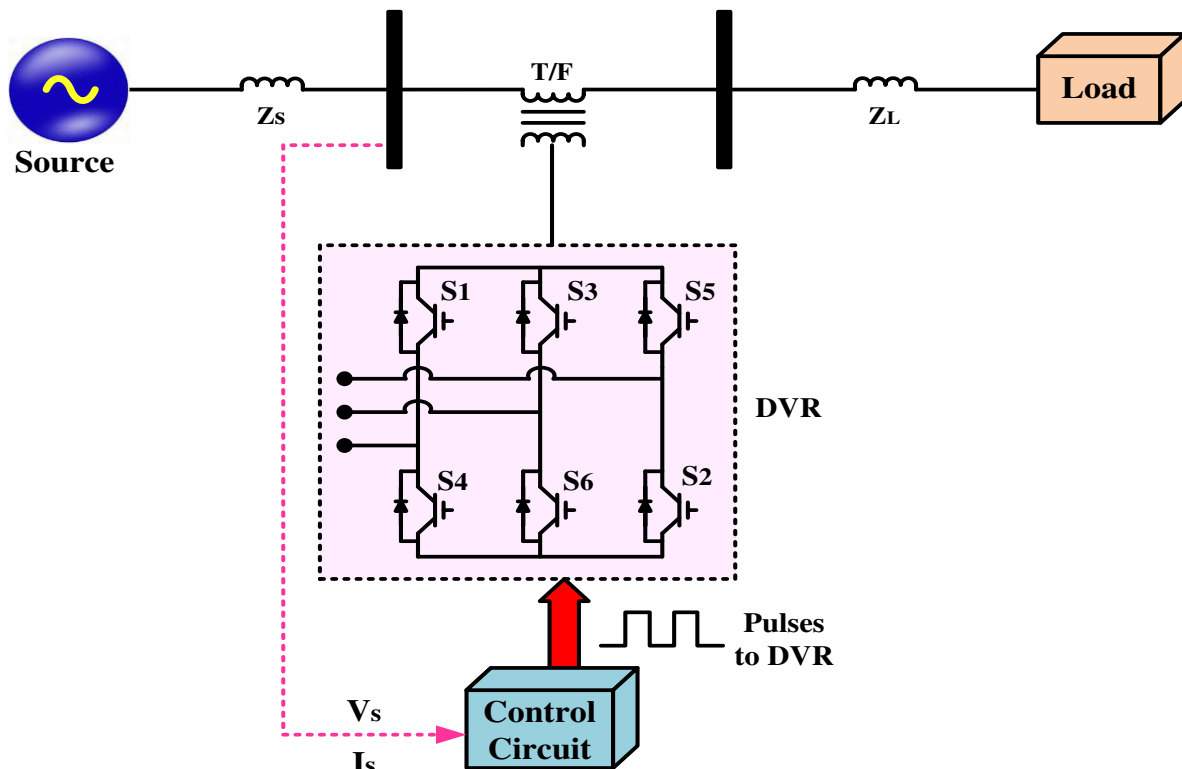 T/F
Zs
ZL
Load
Source
S1
S3
S5
DVR
S4
S6
S2
Pulses
to DVR
Vs
Control
Circuit
Is